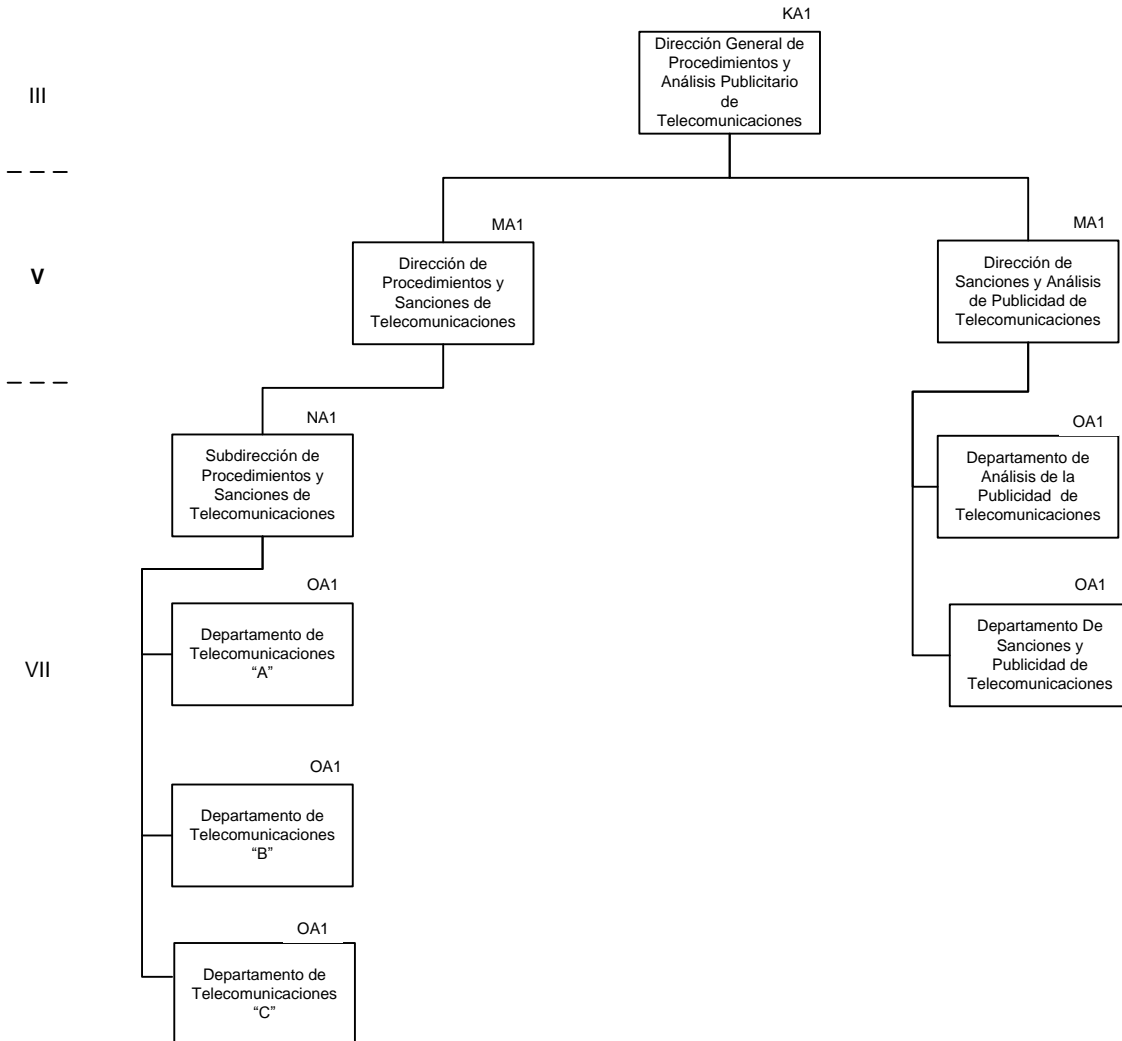 KA1
Dirección General de
Procedimientos y
Análisis Publicitario
de
Telecomunicaciones
III
MA1
Dirección de
Procedimientos y
Sanciones de
Telecomunicaciones
MA1
Dirección de
Sanciones y Análisis
de Publicidad de
Telecomunicaciones
V
NA1
Subdirección de
Procedimientos y
Sanciones de
Telecomunicaciones
OA1
Departamento de
Análisis de la
Publicidad de
Telecomunicaciones
OA1
Departamento de
Telecomunicaciones
“A”
OA1
Departamento De
Sanciones y
Publicidad de
Telecomunicaciones
VII
OA1
Departamento de
Telecomunicaciones
“B”
OA1
Departamento de
Telecomunicaciones
“C”